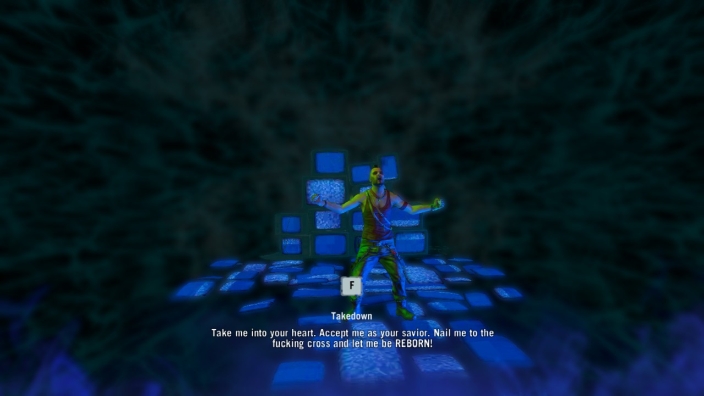 F
Takedown
Take me into your heart. Accept me as your savior. Nail me to the
fucking cross and let me be REBORN!